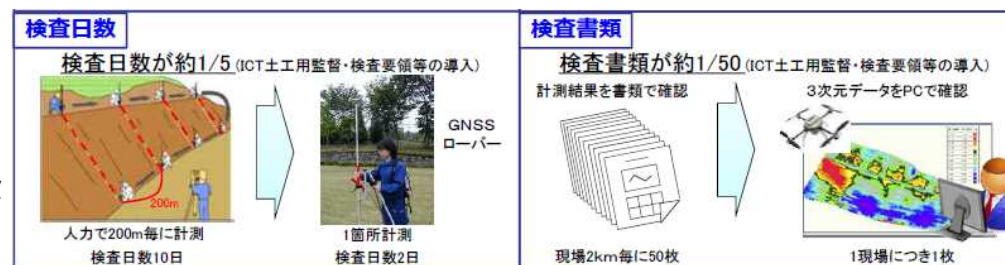 検査日数
検査日数が約1/5(ICT土工用監督・検査要領等の導入)
GNSS
ローバー
200m
人力で200m毎に計測
検査日数10日
1箇所計測
検査日数2日
検査書類
検査書類が約1/50(ICT土工用監督・検査要領等の導入)
計測結果を書類で確認
3次元データをPCで確認
現場2km毎に50枚
1現場につき1枚